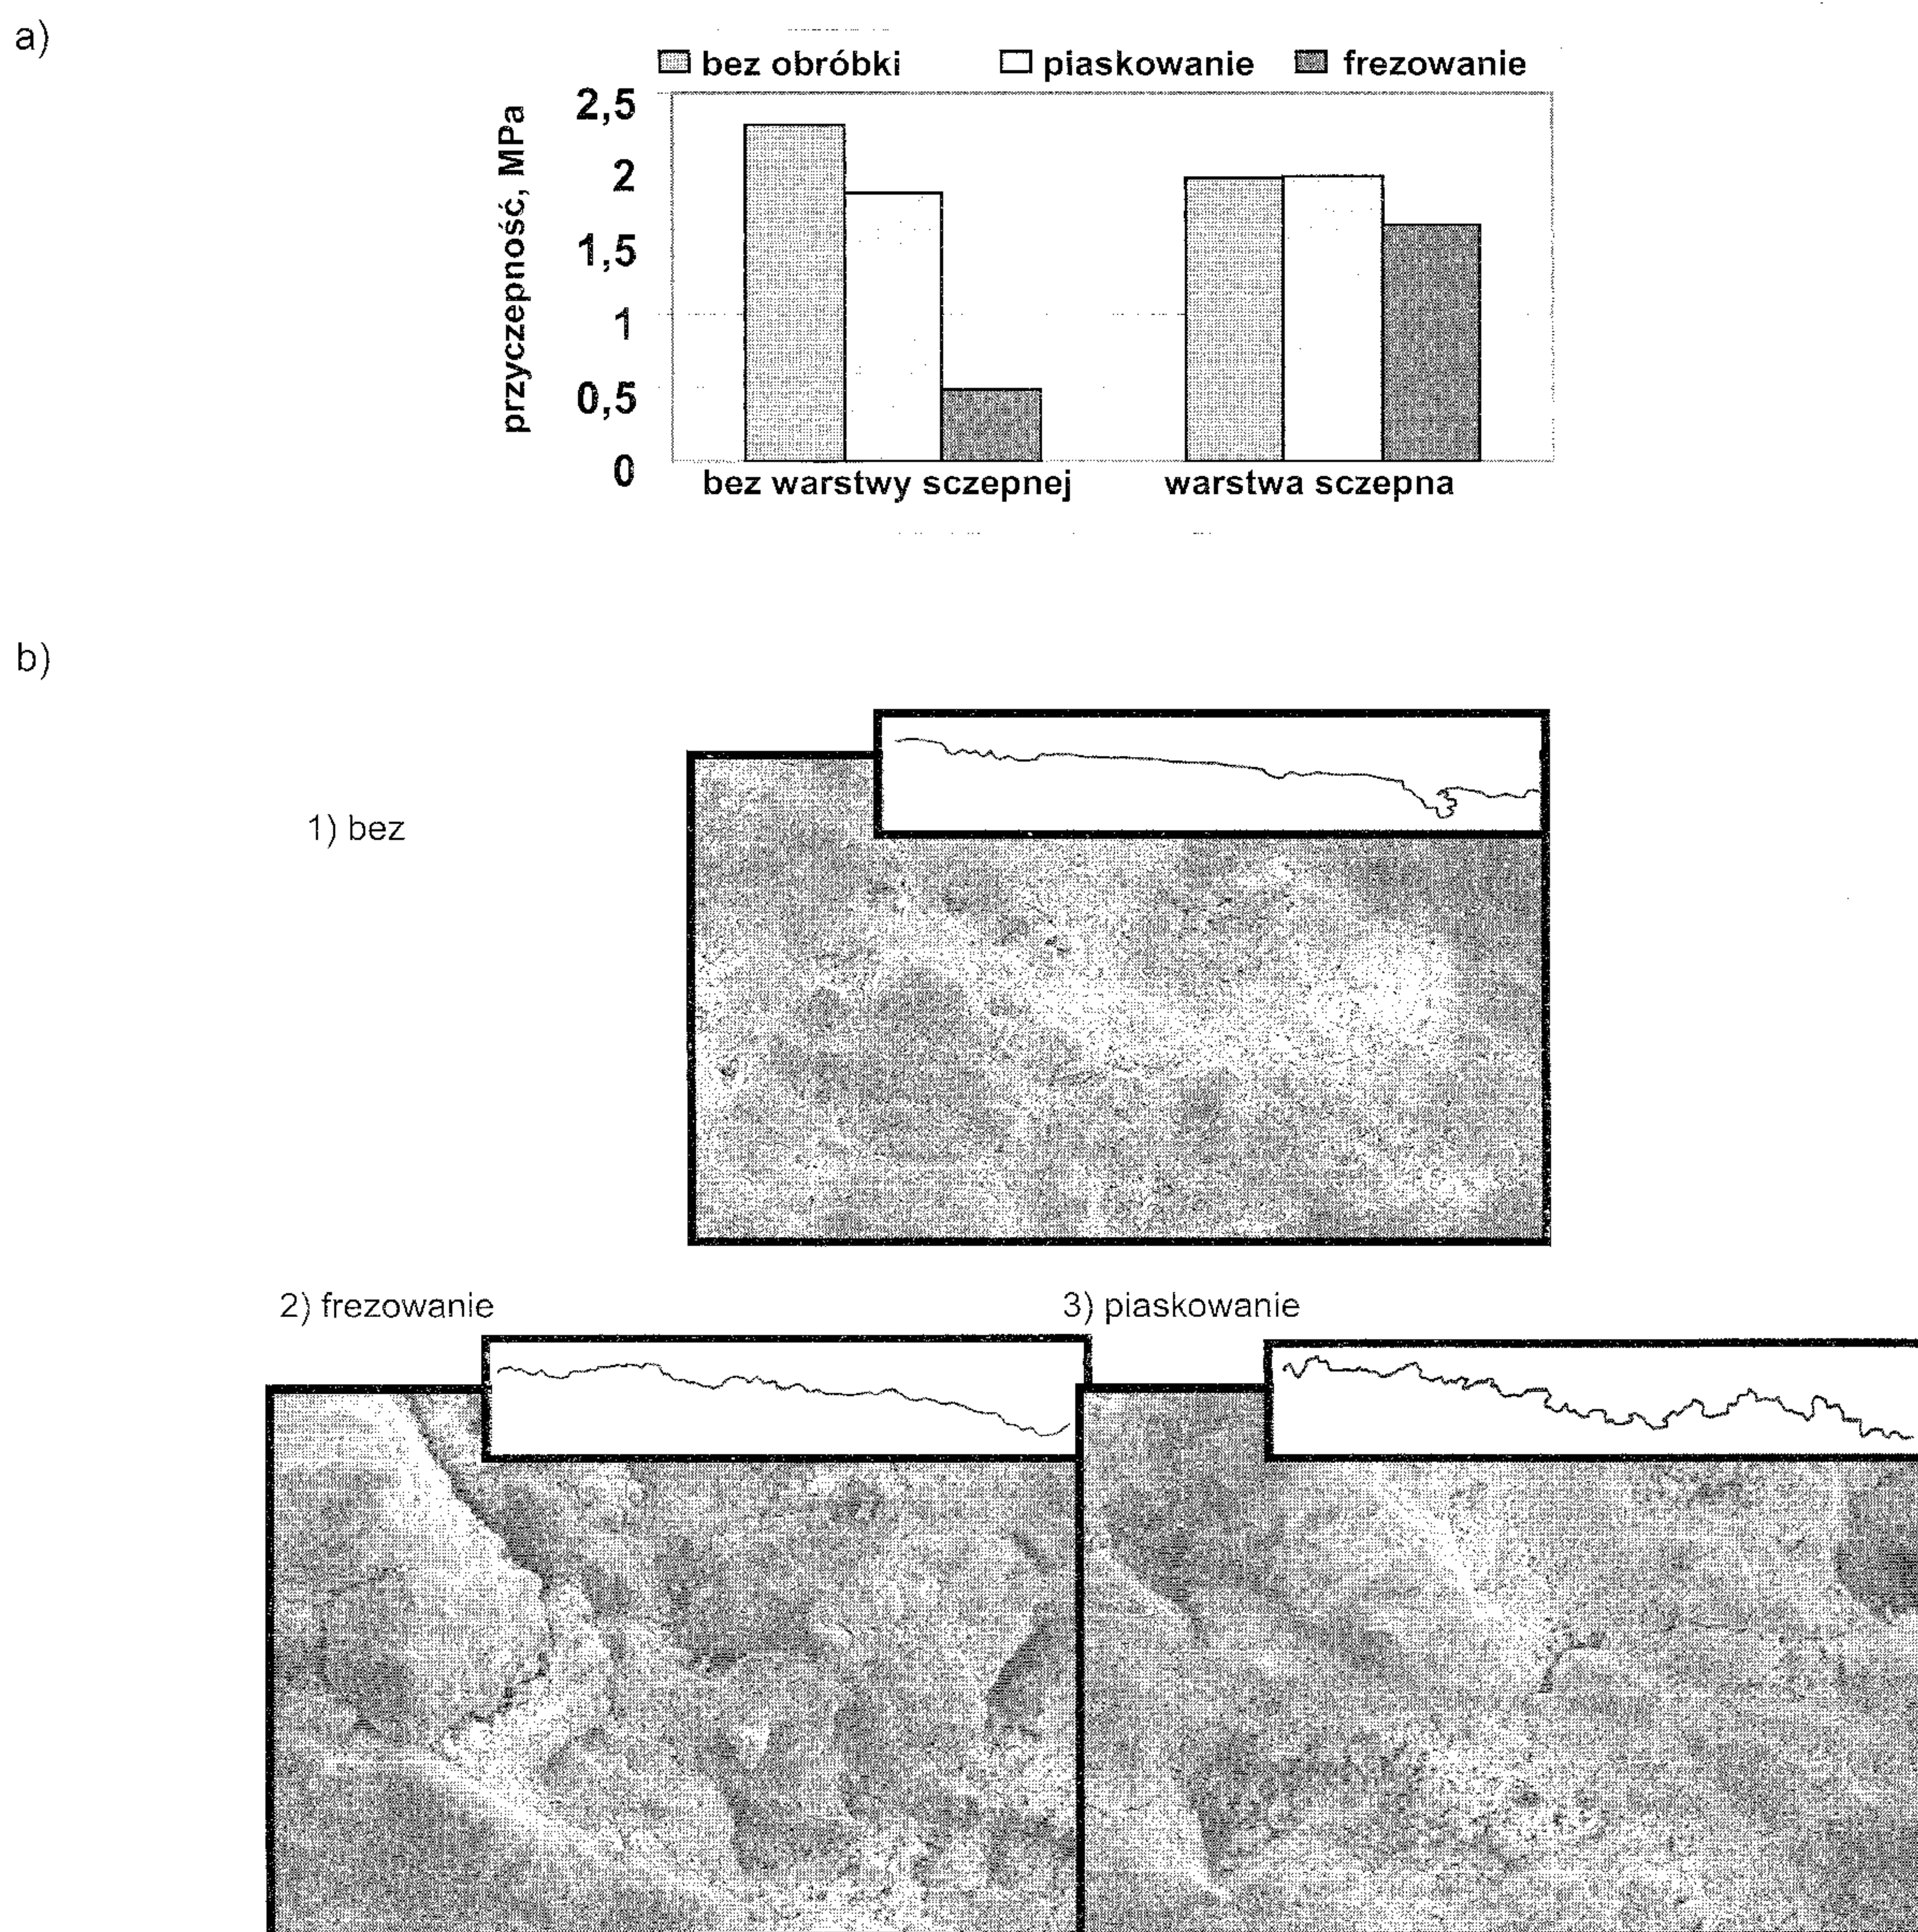 a)
bez obróbki piaskowanie frezowanie
przyczepność, MPa
2,5
2
1,5
1
0,5
0
bez warstwy sczepnej warstwa sczepna
b)
1) bez
2) frezowanie 3) piaskowanie